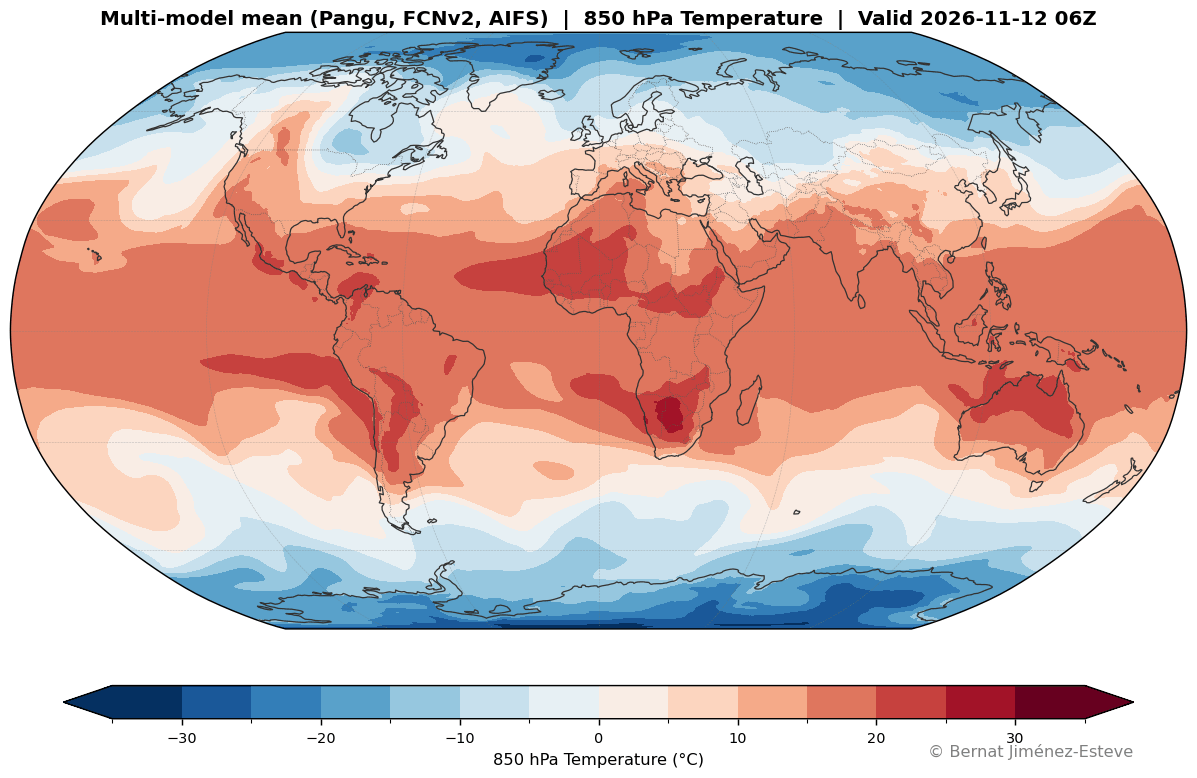 Multi-model mean (Pangu, FCNv2, AIFS) | 850 hPa Temperature | Valid 2026-11-12 06Z
−30 −20 −10 0 10 20 30
850 hPa Temperature (°C)
© Bernat Jiménez-Esteve